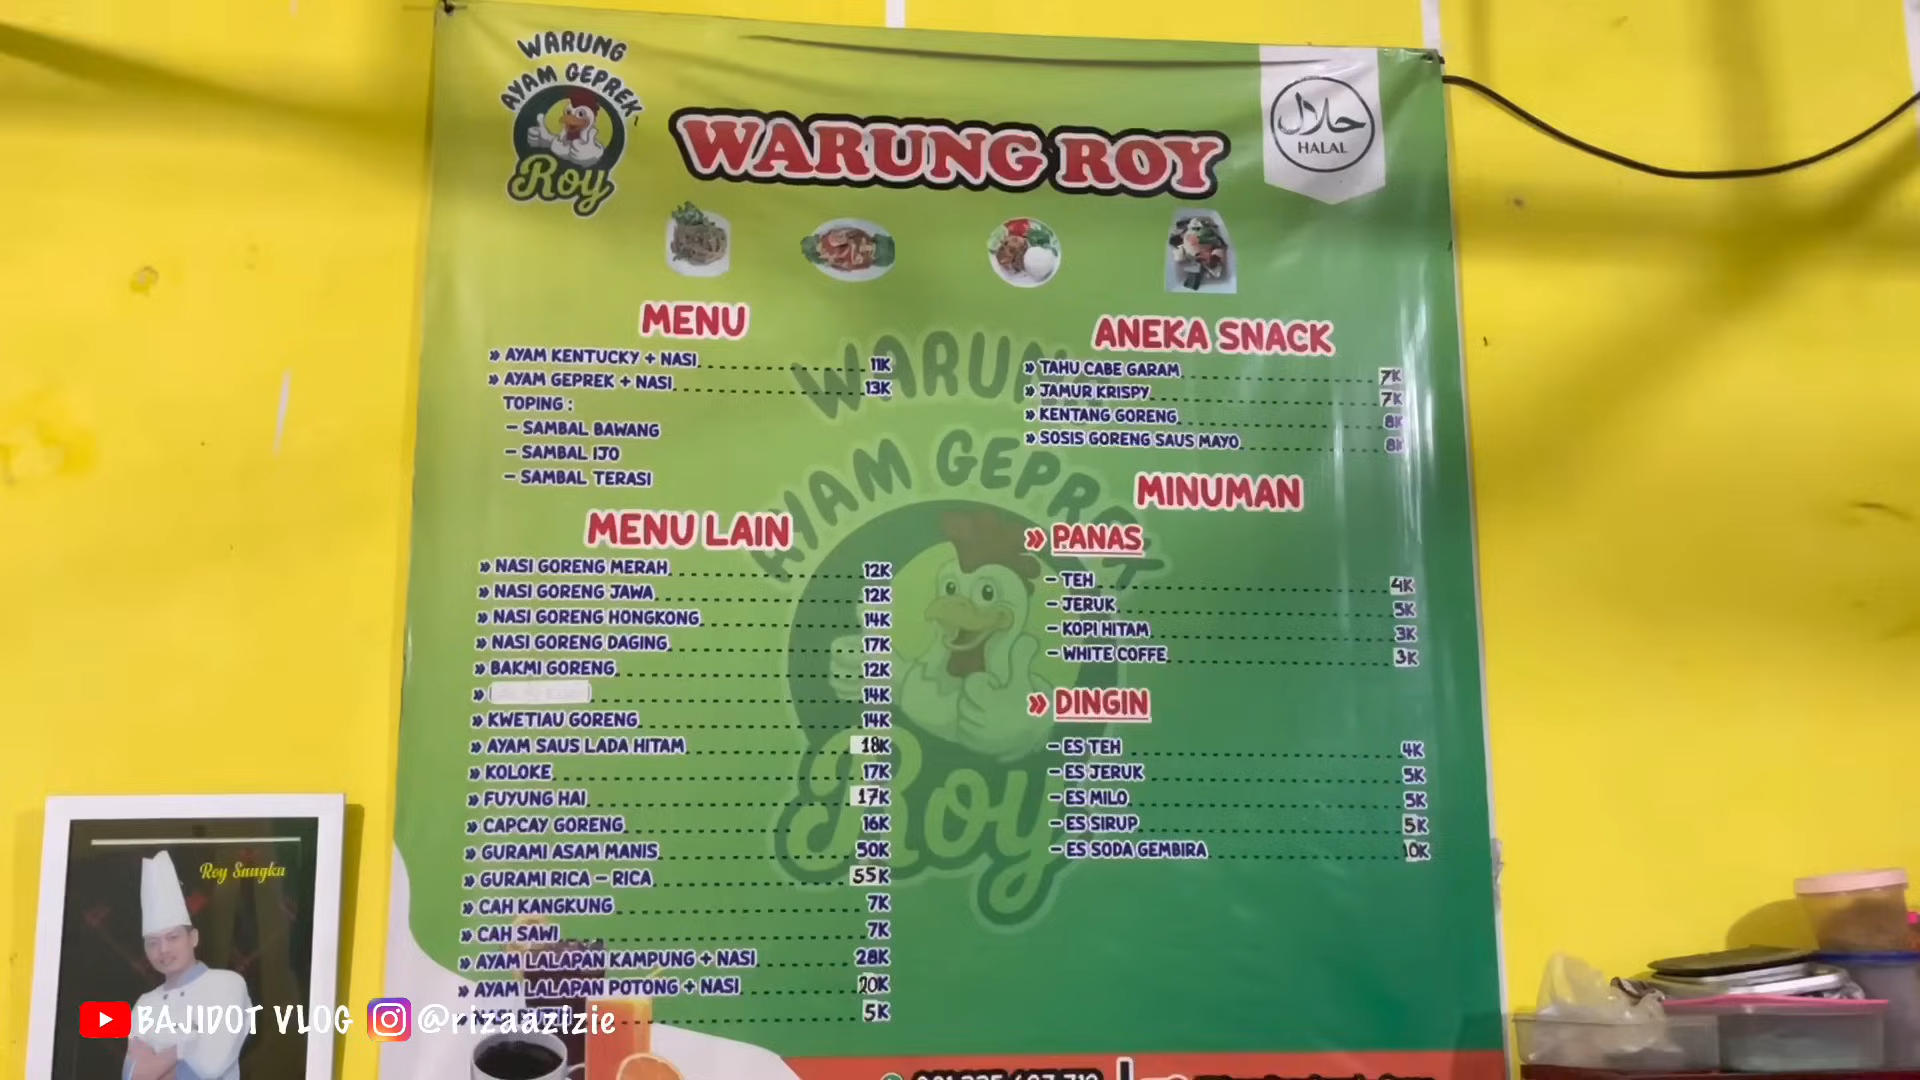 WARUNG
AYAM GEPREK
Roy
WARUNG ROY
حلال
HALAL
MENU
» AYAM KENTUCKY + NASI 11K
» AYAM GEPREK + NASI 13K
TOPING :
- SAMBAL BAWANG
- SAMBAL IJO
- SAMBAL TERASI
MENU LAIN
» NASI GORENG MERAH 12K
» NASI GORENG JAWA 12K
» NASI GORENG HONGKONG 14K
» NASI GORENG DAGING 17K
» BAKMI GORENG 12K
» 14K
» KWETIAU GORENG 14K
» AYAM SAUS LADA HITAM 18K
» KOLOKE 17K
» FUYUNG HAI 17K
» CAPCAY GORENG 16K
» GURAMI ASAM MANIS 50K
» GURAMI RICA - RICA 55K
» CAH KANGKUNG 7K
» CAH SAWI 7K
» AYAM LALAPAN KAMPUNG + NASI 28K
» AYAM LALAPAN POTONG + NASI 20K
5K
ANEKA SNACK
» TAHU CABE GARAM 7K
» JAMUR KRISPY 7K
» KENTANG GORENG 8K
» SOSIS GORENG SAUS MAYO 8K
MINUMAN
» PANAS
- TEH 4K
- JERUK 5K
- KOPI HITAM 3K
- WHITE COFFE 3K
» DINGIN
- ES TEH 4K
- ES JERUK 5K
- ES MILO 5K
- ES SIRUP 5K
- ES SODA GEMBIRA 10K
WARUNG
AYAM GEPREK
Roy
Roy Sangka
BAJIDOT VLOG @rizaazizie